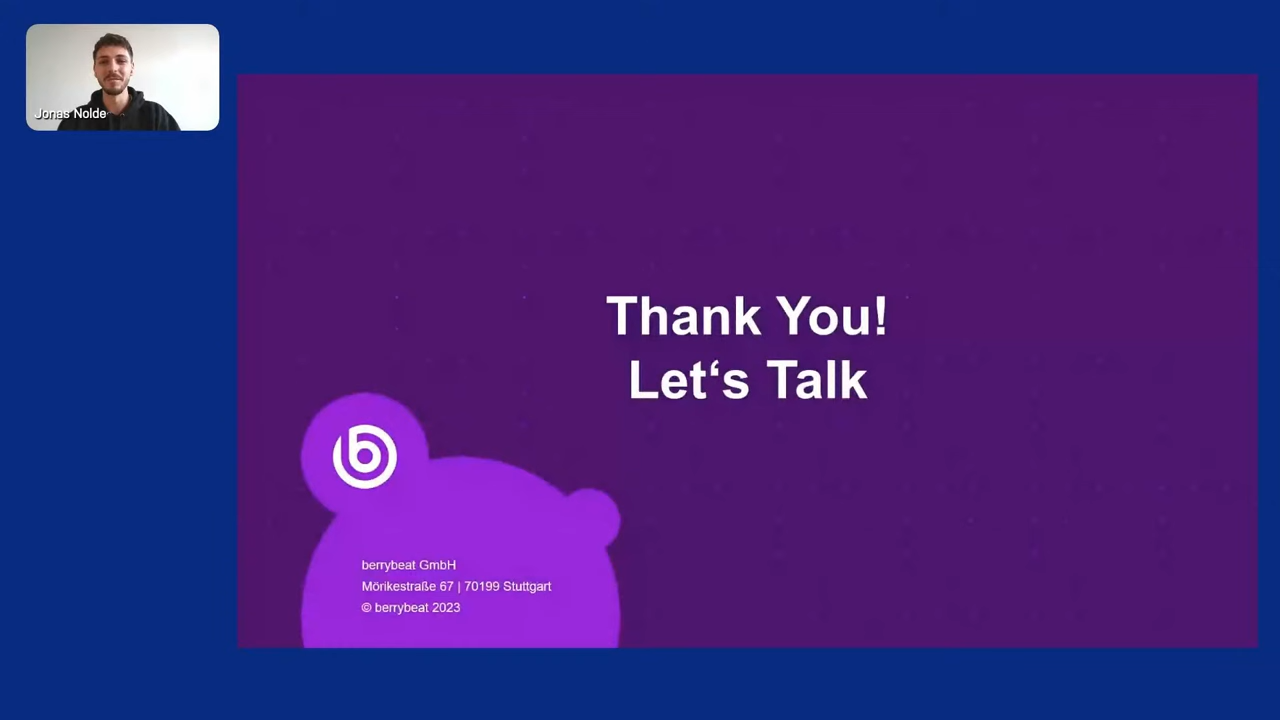 Jonas Nolde
Thank You!
Let‘s Talk
b
berrybeat GmbH
Mörikestraße 67 | 70199 Stuttgart
© berrybeat 2023